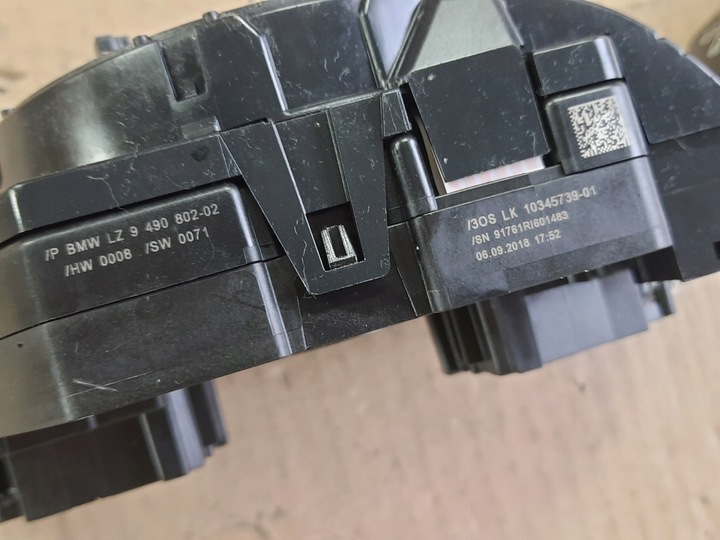 /P BMW LZ 9 490 802-02
/HW 0008 /SW 0071
/3OS LK 10345739-01
/SN 91761RI601483
06.09.2018 17:52